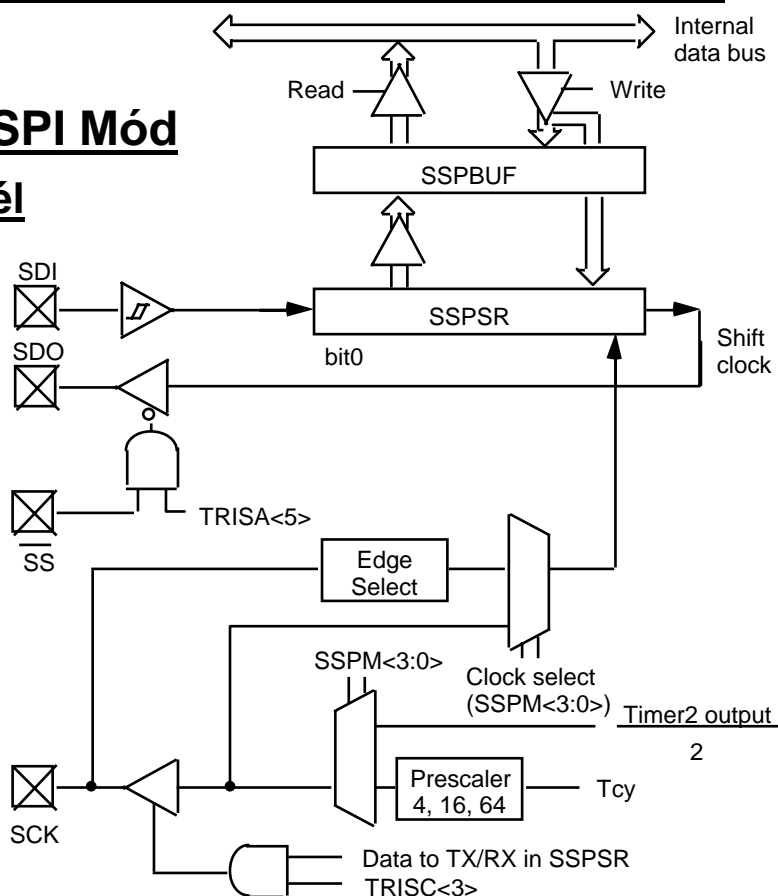 Internal
data bus
Read
Write
SPI Mód
él
SSPBUF
SDI
SSPSR
SDO
bit0
Shift
clock
TRISA<5>
SS
Edge
Select
SSPM<3:0>
Clock select
(SSPM<3:0>)
Timer2 output
2
Prescaler
4, 16, 64
Tcy
SCK
Data to TX/RX in SSPSR
TRISC<3>